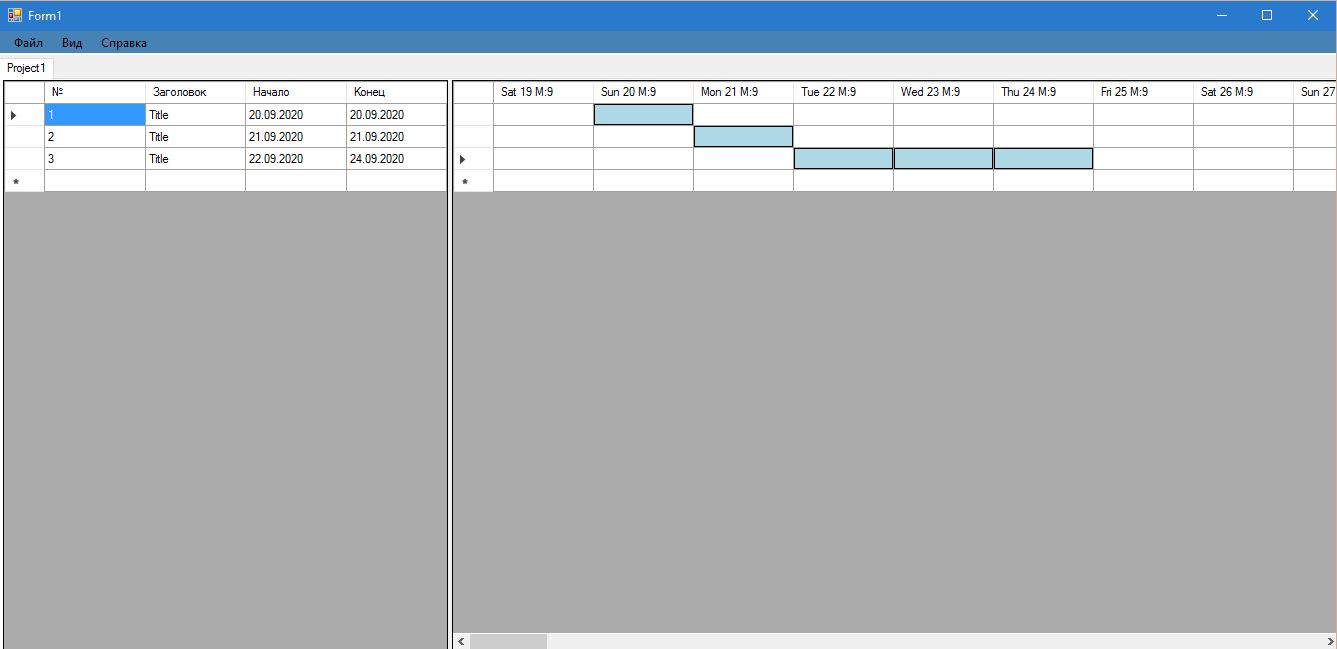 Form1
Файл Вид Справка
Project1
№ Заголовок Начало Конец
1 Title 20.09.2020 20.09.2020
2 Title 21.09.2020 21.09.2020
3 Title 22.09.2020 24.09.2020
*
Sat 19 M:9 Sun 20 M:9 Mon 21 M:9 Tue 22 M:9 Wed 23 M:9 Thu 24 M:9 Fri 25 M:9 Sat 26 M:9 Sun 27
*